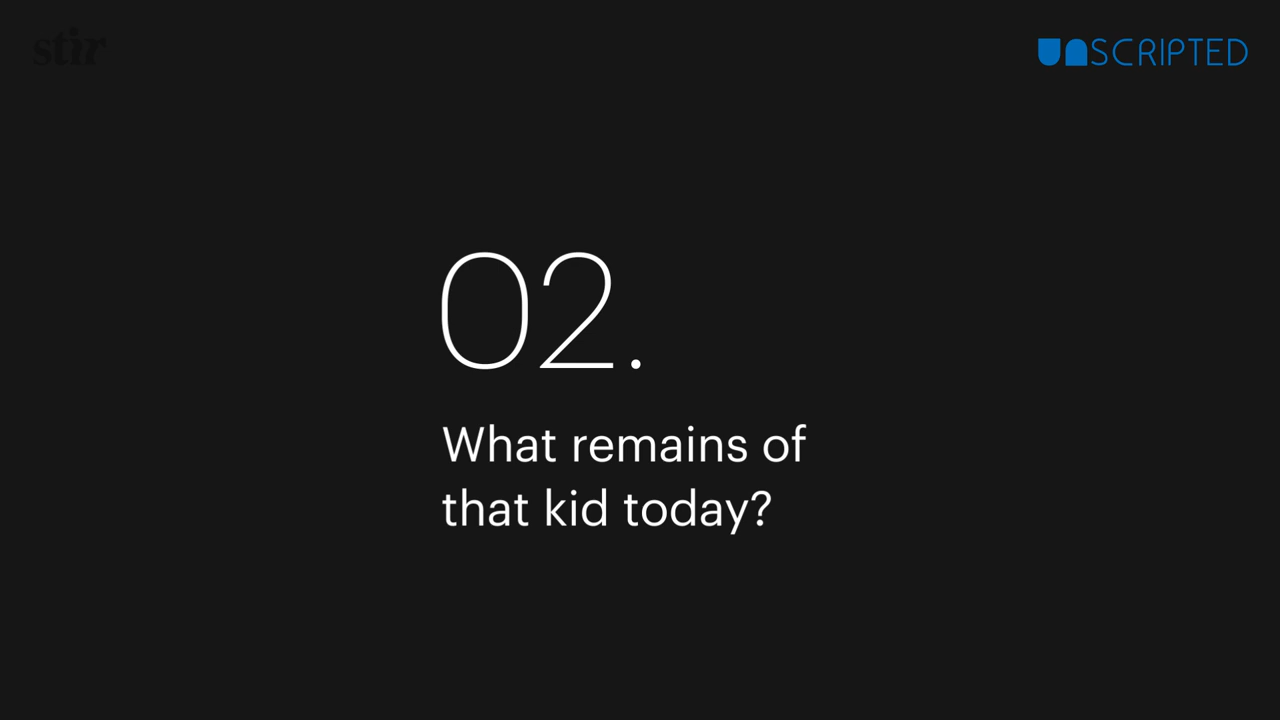 stir
UNSCRIPTED
02.
What remains of
that kid today?